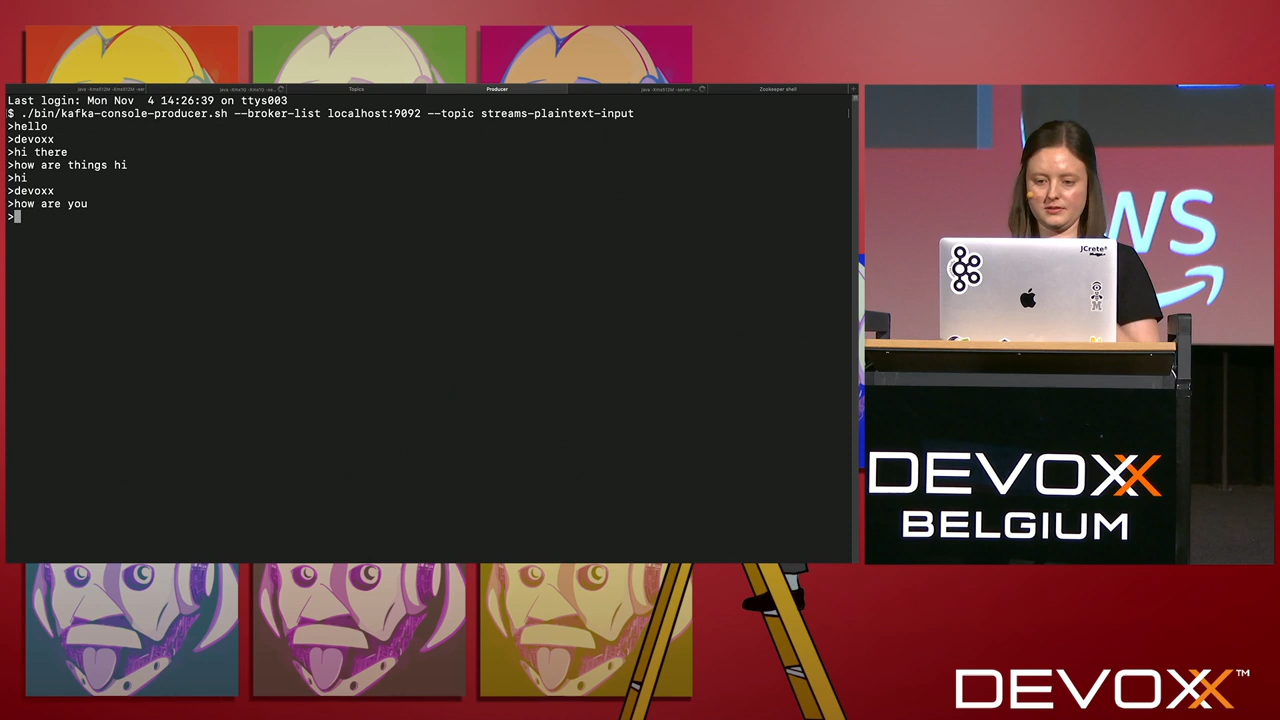 Topics
Producer
Zookeeper shell
Last login: Mon Nov  4 14:26:39 on ttys003
$ ./bin/kafka-console-producer.sh --broker-list localhost:9092 --topic streams-plaintext-input
>hello
>devoxx
>hi there
>how are things hi
>hi
>devoxx
>how are you
>
JCrete
WS
DEVOXX
BELGIUM
DEVOXX™